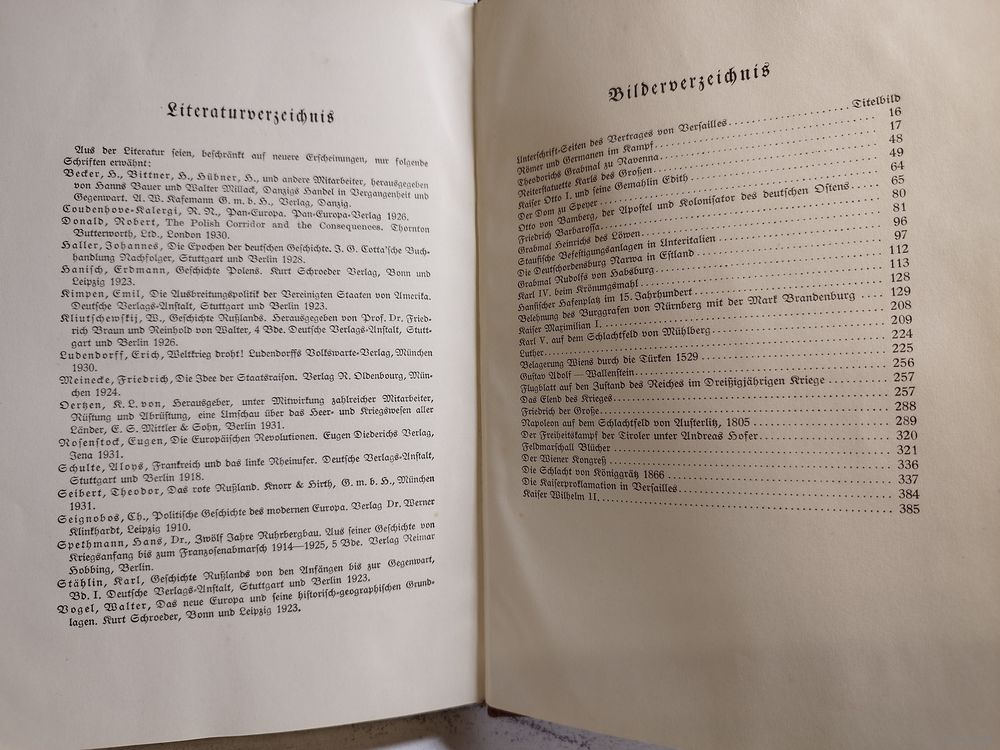 Literaturverzeichnis
Aus der Literatur seien, beschränkt auf neuere Erscheinungen, nur folgende
Schriften erwähnt:
Becker, H., Bittner, H., Hübner, H., und andere Mitarbeiter, herausgegeben
von Hanns Bauer und Walter Millack, Danzigs Handel in Vergangenheit und
Gegenwart. A. W. Kafemann G. m. b. H., Verlag, Danzig.
Coudenhove-Kalergi, R. N., Pan-Europa. Pan-Europa-Verlag 1926.
Donald, Robert, The Polish Corridor and the Consequences. Thornton
Butterworth, Ltd., London 1930.
Haller, Johannes, Die Epochen der deutschen Geschichte. J. G. Cotta'sche Buch-
handlung Nachfolger, Stuttgart und Berlin 1928.
Hanisch, Erdmann, Geschichte Polens. Kurt Schroeder Verlag, Bonn und
Leipzig 1923.
Kimpen, Emil, Die Ausbreitungspolitik der Vereinigten Staaten von Amerika.
Deutsche Verlags-Anstalt, Stuttgart und Berlin 1923.
Kliutschewskij, W., Geschichte Rußlands. Herausgegeben von Prof. Dr. Fried-
rich Braun und Reinhold von Walter, 4 Bde. Deutsche Verlags-Anstalt, Stutt-
gart und Berlin 1926.
Ludendorff, Erich, Weltkrieg droht! Ludendorffs Volkswarte-Verlag, München
1930.
Meinecke, Friedrich, Die Idee der Staatsraison. Verlag R. Oldenbourg, Mün-
chen 1924.
Oertzen, K. L. von, Herausgeber, unter Mitwirkung zahlreicher Mitarbeiter,
Rüstung und Abrüstung, eine Umschau über das Heer- und Kriegswesen aller
Länder, E. S. Mittler & Sohn, Berlin 1931.
Rosenstock, Eugen, Die Europäischen Revolutionen. Eugen Diederichs Verlag,
Jena 1931.
Schulte, Aloys, Frankreich und das linke Rheinufer. Deutsche Verlags-Anstalt,
Stuttgart und Berlin 1918.
Seibert, Theodor, Das rote Rußland. Knorr & Hirth, G. m. b. H., München
1931.
Seignobos, Ch., Politische Geschichte des modernen Europa. Verlag Dr. Werner
Klinkhardt, Leipzig 1910.
Spethmann, Hans, Dr., Zwölf Jahre Ruhrbergbau. Aus seiner Geschichte von
Kriegsanfang bis zum Franzosenabmarsch 1914—1925, 5 Bde. Verlag Reimar
Hobbing, Berlin.
Stählin, Karl, Geschichte Rußlands von den Anfängen bis zur Gegenwart,
Bd. I. Deutsche Verlags-Anstalt, Stuttgart und Berlin 1923.
Vogel, Walter, Das neue Europa und seine historisch-geographischen Grund-
lagen. Kurt Schroeder, Bonn und Leipzig 1923.
Bilderverzeichnis
Unterschrift-Seiten des Vertrages von Versailles Titelbild
Römer und Germanen im Kampf 16
Theodorichs Grabmal zu Ravenna 17
Reiterstatuette Karls des Großen 48
Kaiser Otto I. und seine Gemahlin Edith 49
Der Dom zu Speyer 64
Otto von Bamberg, der Apostel und Kolonisator des deutschen Ostens 65
Friedrich Barbarossa 80
Grabmal Heinrichs des Löwen 81
Staufische Befestigungsanlagen in Unteritalien 96
Die Deutschordensburg Narwa in Estland 97
Grabmal Rudolfs von Habsburg 112
Karl IV. beim Krönungsmahl 113
Hansischer Hafenplatz im 15. Jahrhundert 128
Belehnung des Burggrafen von Nürnberg mit der Mark Brandenburg 129
Kaiser Maximilian I. 208
Karl V. auf dem Schlachtfeld von Mühlberg 209
Luther 224
Belagerung Wiens durch die Türken 1529 225
Gustav Adolf — Wallenstein 256
Flugblatt auf den Zustand des Reiches im Dreißigjährigen Kriege 257
Das Elend des Krieges 257
Friedrich der Große 288
Napoleon auf dem Schlachtfeld von Austerlitz, 1805 289
Der Freiheitskampf der Tiroler unter Andreas Hofer 320
Feldmarschall Blücher 321
Der Wiener Kongreß 336
Die Schlacht von Königgrätz 1866 337
Die Kaiserproklamation in Versailles 384
Kaiser Wilhelm II. 385